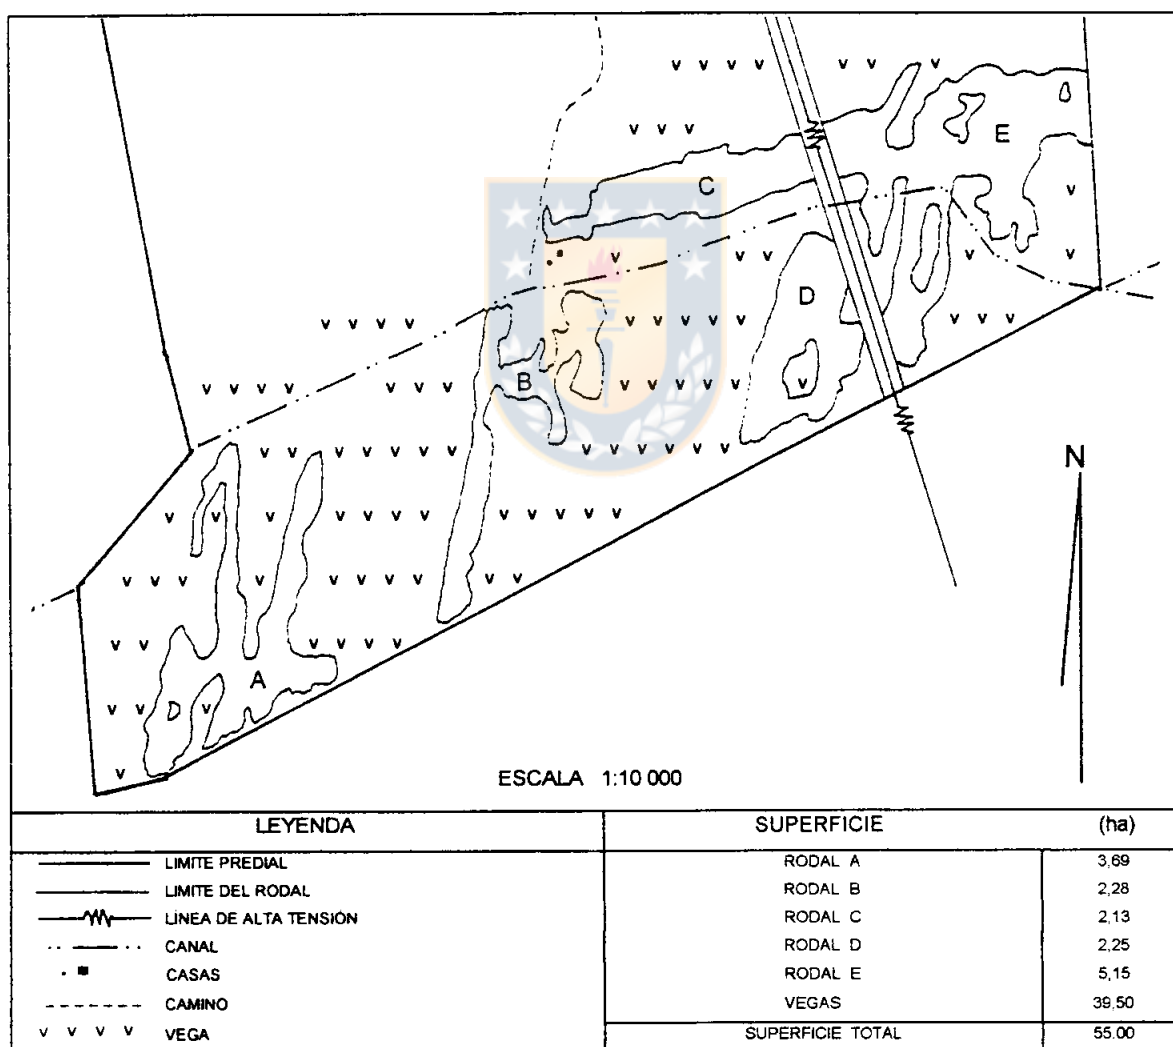 V V V V V V V
V V V
E
C
V
V V V V
D
V V V V V V V V V V V V
V V V V V V V B V V V V V V
V V V V V V V V V V V V V V
N
V V V V V V V V V V V V
V V V V V V V V V V
V V A V V V V
V V D V
V
ESCALA 1:10 000
LEYENDA
LIMITE PREDIAL
LIMITE DEL RODAL
LÍNEA DE ALTA TENSIÓN
CANAL
CASAS
CAMINO
V V V V VEGA
SUPERFICIE (ha)
RODAL A 3,69
RODAL B 2,28
RODAL C 2,13
RODAL D 2,25
RODAL E 5,15
VEGAS 39,50
SUPERFICIE TOTAL 55.00